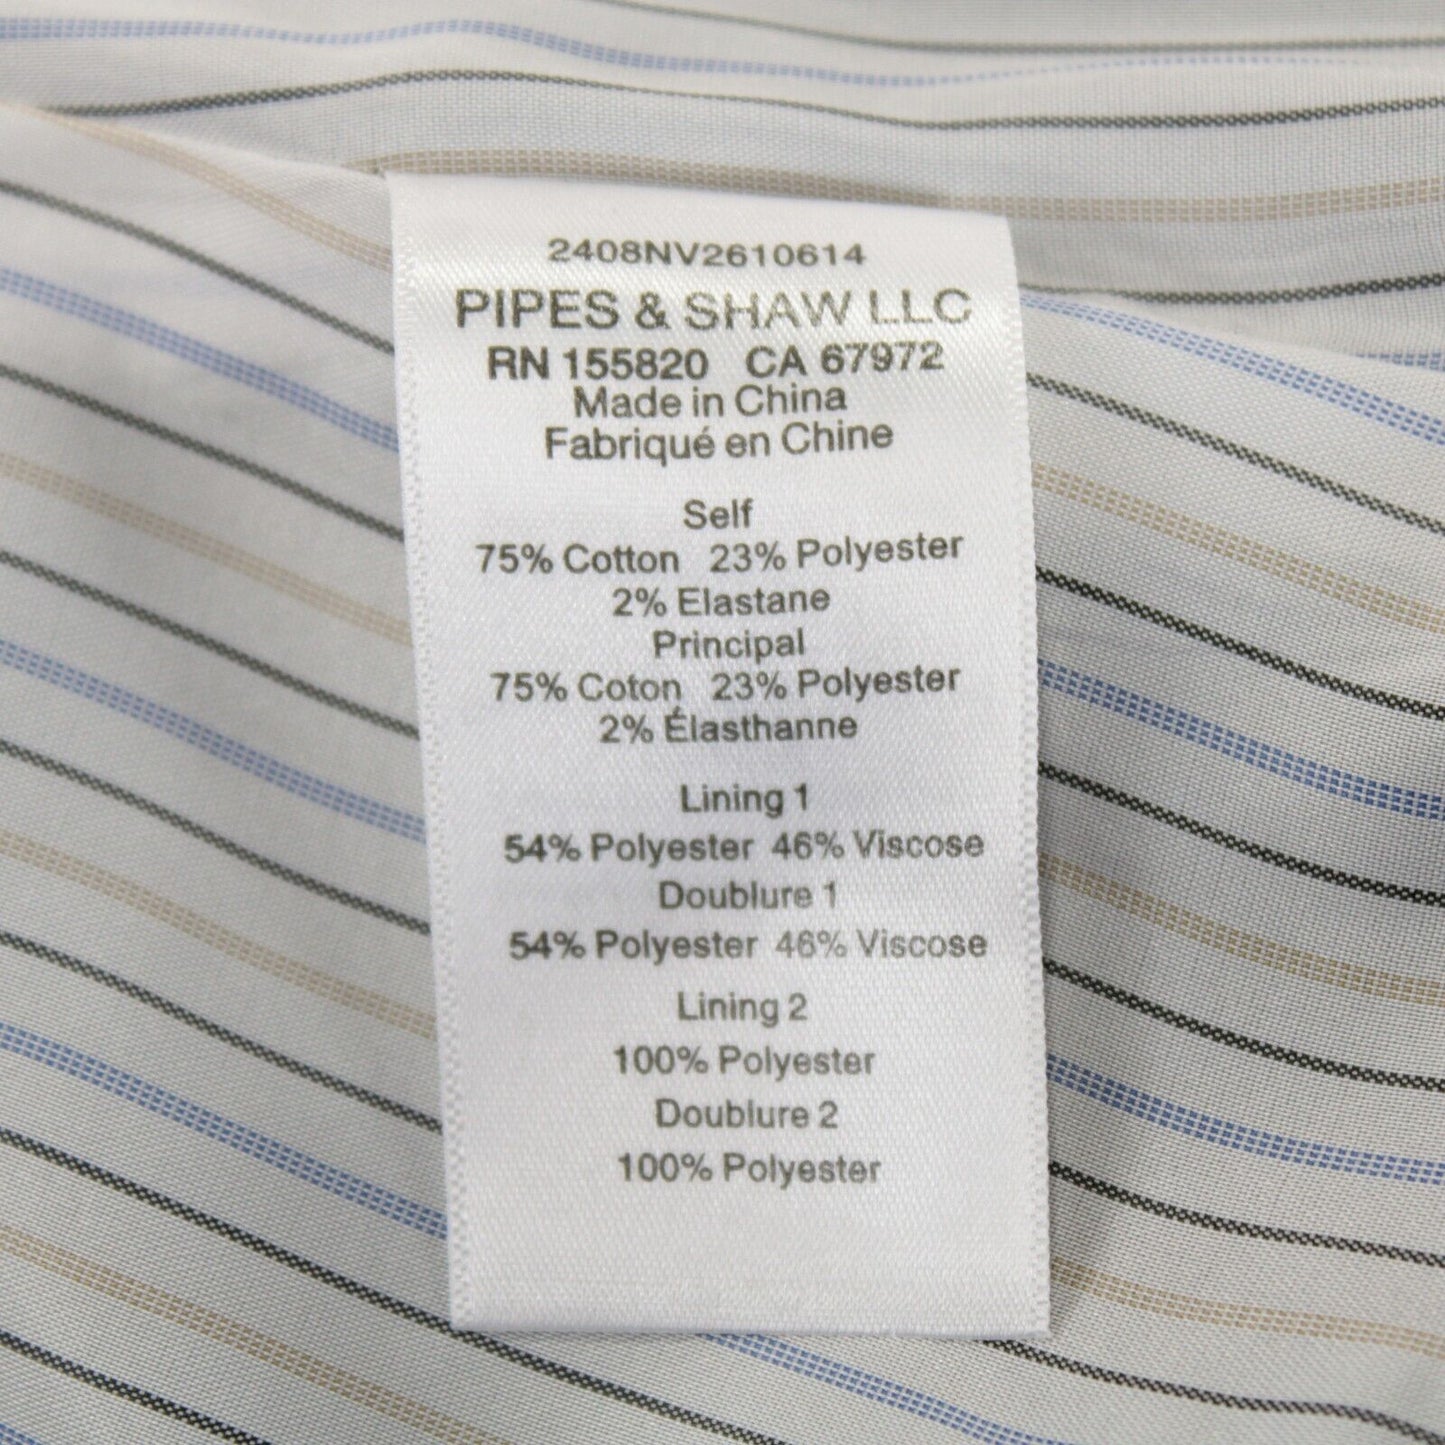 2408NV2610614
PIPES & SHAW LLC
RN 155820 CA 67972
Made in China
Fabriqué en Chine
Self
75% Cotton 23% Polyester
2% Elastane
Principal
75% Coton 23% Polyester
2% Élasthanne
Lining 1
54% Polyester 46% Viscose
Doublure 1
54% Polyester 46% Viscose
Lining 2
100% Polyester
Doublure 2
100% Polyester